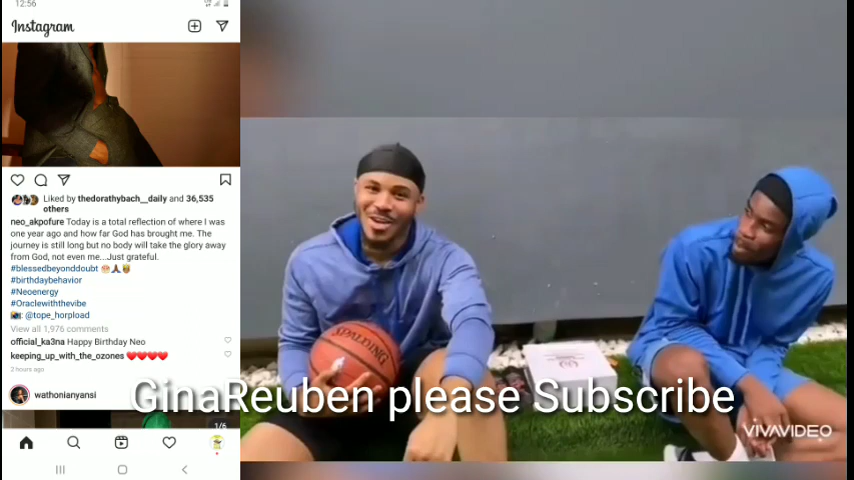 12:56
Instagram
Liked by thedorathybach__daily and 36,535
others
neo_akpofure Today is a total reflection of where I was
one year ago and how far God has brought me. The
journey is still long but no body will take the glory away
from God, not even me...Just grateful.
#blessedbeyonddoubt
#birthdaybehavior
#Neoenergy
#Oraclewiththevibe
: @tope_horpload
View all 1,976 comments
official_ka3na Happy Birthday Neo
keeping_up_with_the_ozones
2 hours ago
wathonianyansi
1/6
SPALDING
GinaReuben please Subscribe
VIVAVIDEO